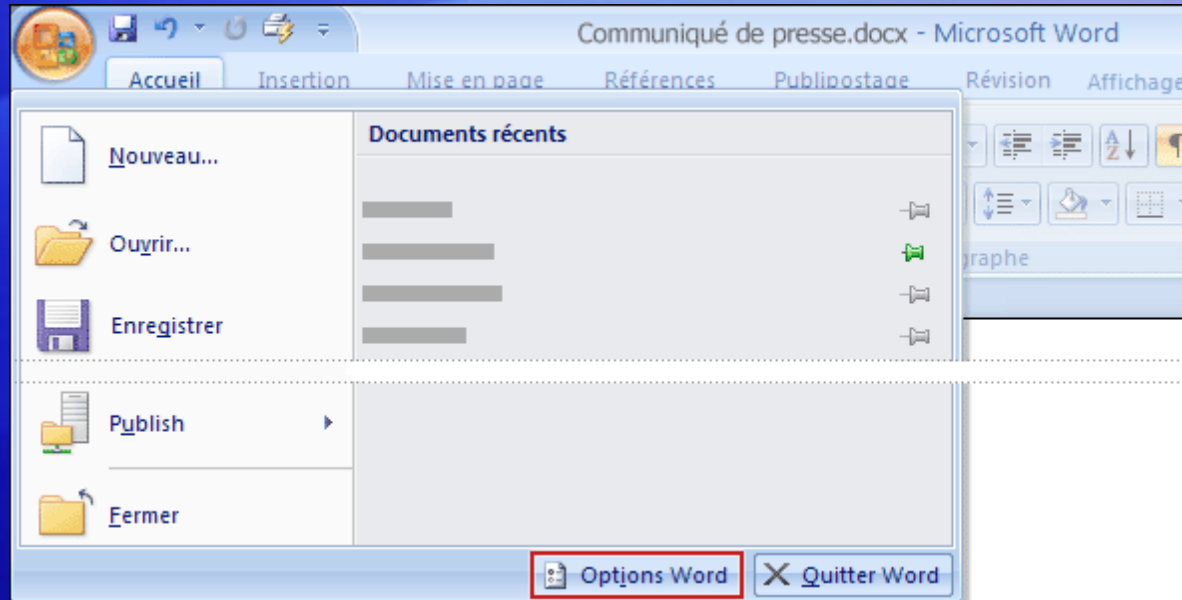 Communiqué de presse.docx - Microsoft Word
Accueil Insertion Mise en page Références Publipostage Révision Affichage
Documents récents
Nouveau...
Ouvrir...
Enregistrer
graphe
Publish
Fermer
Options Word Quitter Word